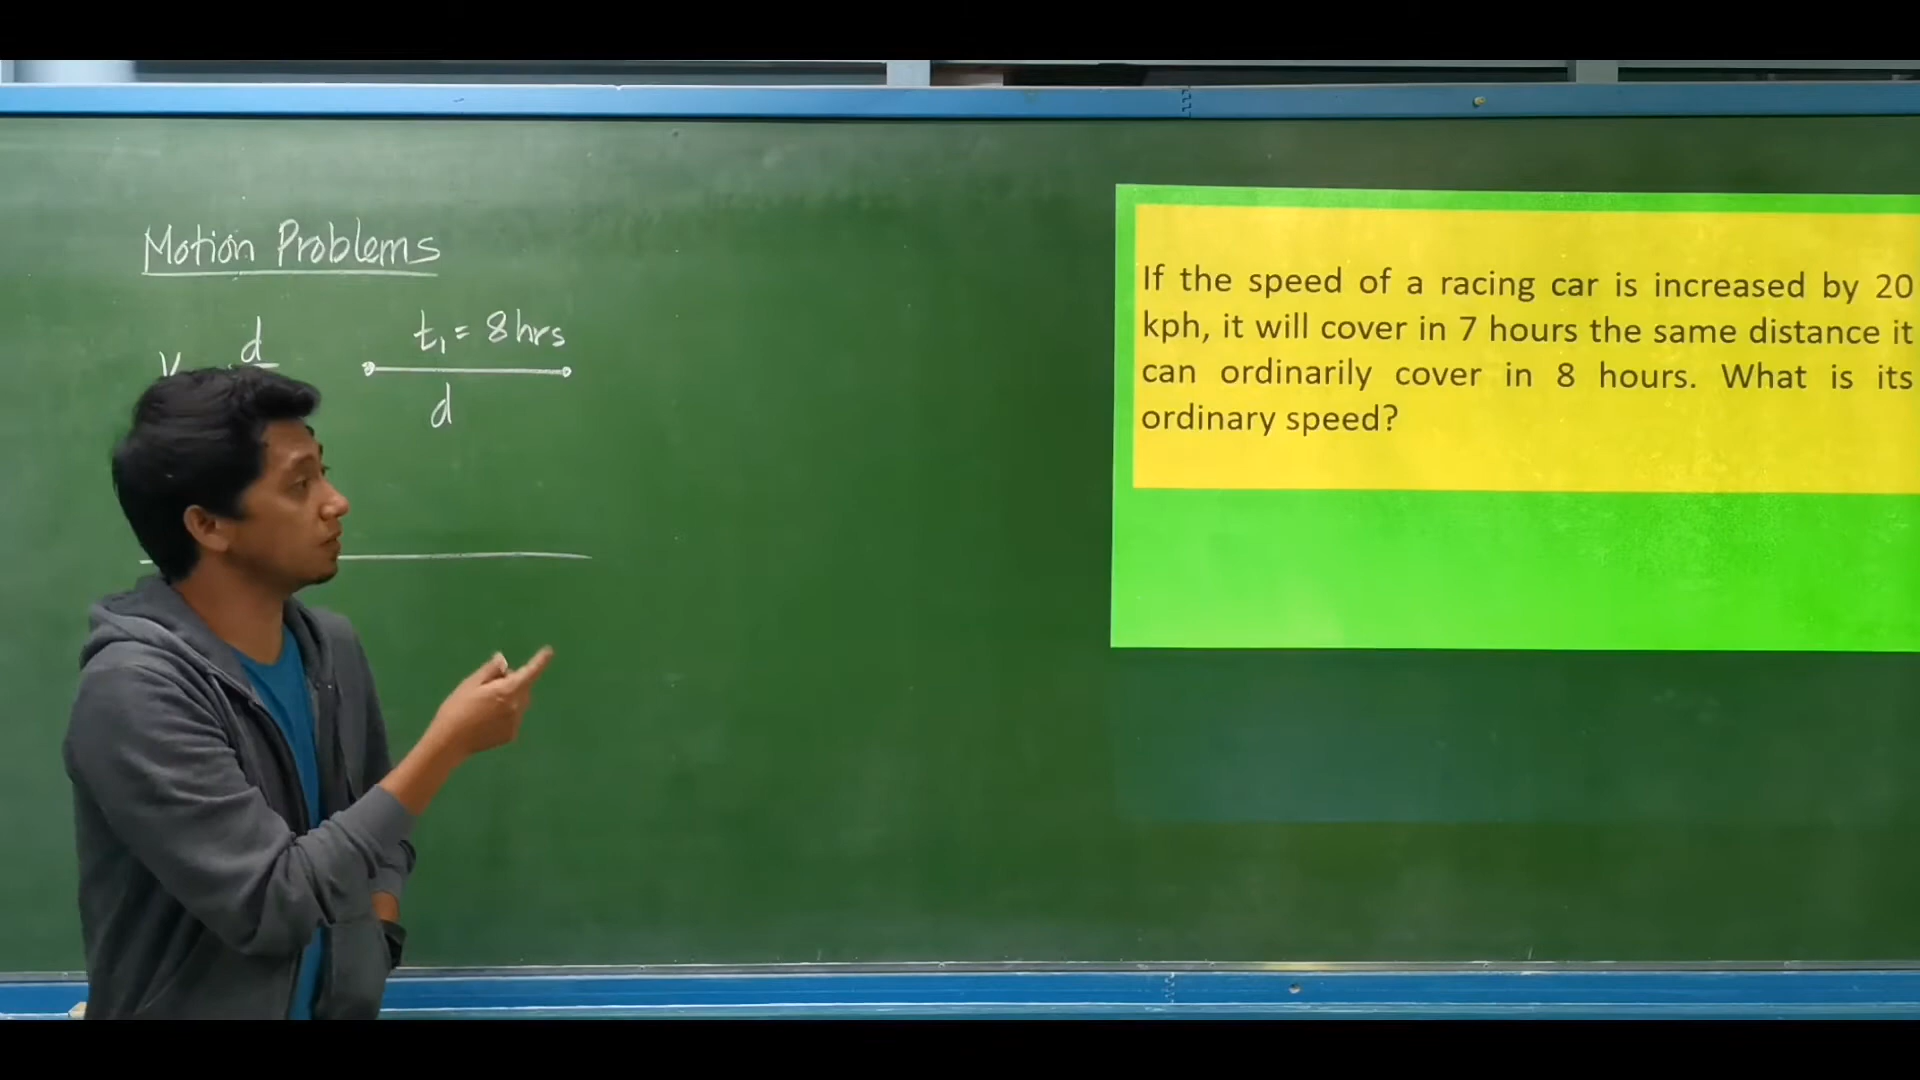 Motion Problems
V d
t₁ = 8 hrs
d
If the speed of a racing car is increased by 20
kph, it will cover in 7 hours the same distance it
can ordinarily cover in 8 hours. What is its
ordinary speed?